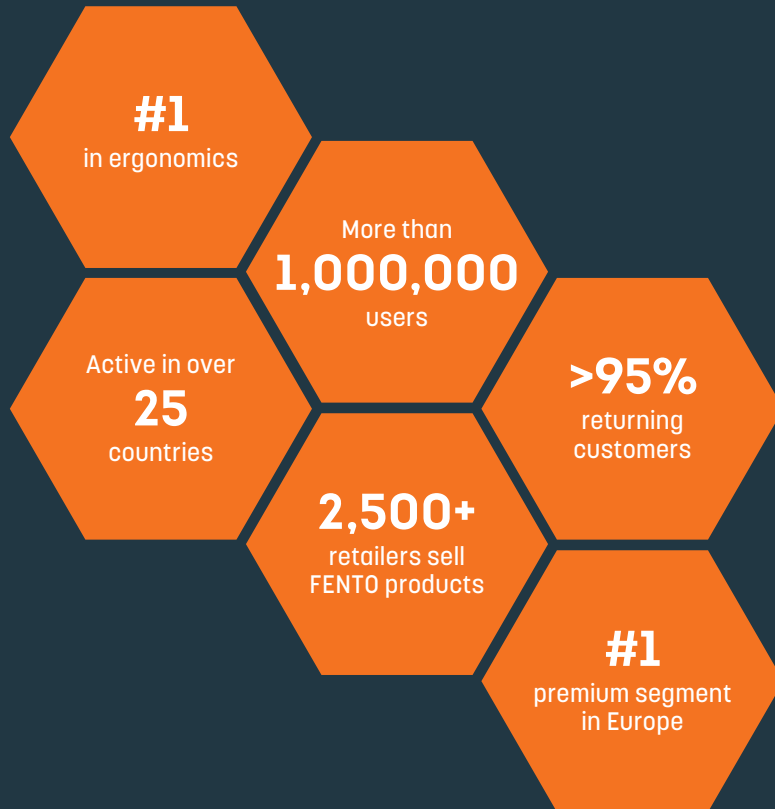 #1
in ergonomics
More than
1,000,000
users
Active in over
25
countries
>95%
returning
customers
2,500+
retailers sell
FENTO products
#1
premium segment
in Europe